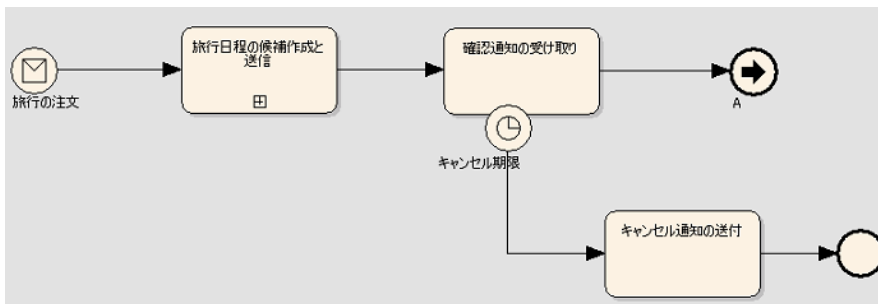 旅行の注文
旅行日程の候補作成と
送信
確認通知の受け取り
A
キャンセル期限
キャンセル通知の送付